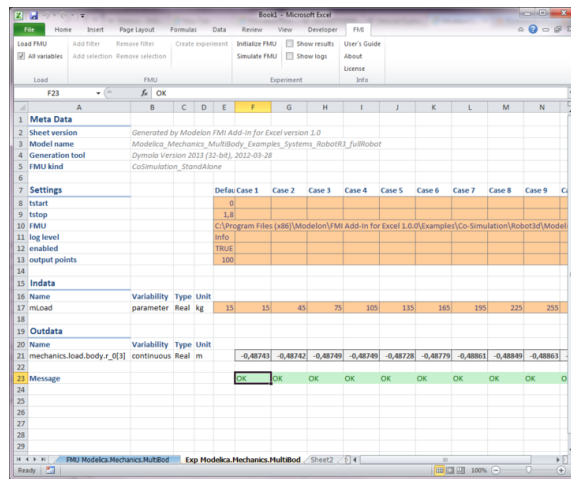 Book1 - Microsoft Excel
File Home Insert Page Layout Formulas Data Review View Developer FMI
Load FMU Add filter Remove filter Create experiment Initialize FMU Show results User's Guide
All variables Add selection Remove selection Simulate FMU Show logs About
License
Load FMU Experiment Info
F23 fx OK
A B C D E F G H I J K L M N
1 Meta Data
2 Sheet version Generated by Modelon FMI Add-In for Excel version 1.0
3 Model name Modelica_Mechanics_MultiBody_Examples_Systems_RobotR3_fullRobot
4 Generation tool Dymola Version 2013 (32-bit), 2012-03-28
5 FMU kind CoSimulation_StandAlone
6
7 Settings Defau Case 1 Case 2 Case 3 Case 4 Case 5 Case 6 Case 7 Case 8 Case 9 Ca
8 tstart 0
9 tstop 1,8
10 FMU C:\Program Files (x86)\Modelon\FMI Add-In for Excel 1.0.0\Examples\Co-Simulation\Robot3d\Modeli
11 log level Info
12 enabled TRUE
13 output points 100
14
15 Indata
16 Name Variability Type Unit
17 mLoad parameter Real kg 15 15 45 75 105 135 165 195 225 255
18
19 Outdata
20 Name Variability Type Unit
21 mechanics.load.body.r_0[3] continuous Real m -0,48743 -0,48742 -0,48749 -0,48749 -0,48728 -0,48779 -0,48861 -0,48849 -0,48863 -
22
23 Message OK OK OK OK OK OK OK OK OK O
24
25
26
27
28
29
FMU Modelica.Mechanics.MultiBod Exp Modelica.Mechanics.MultiBod Sheet2
Ready 100%